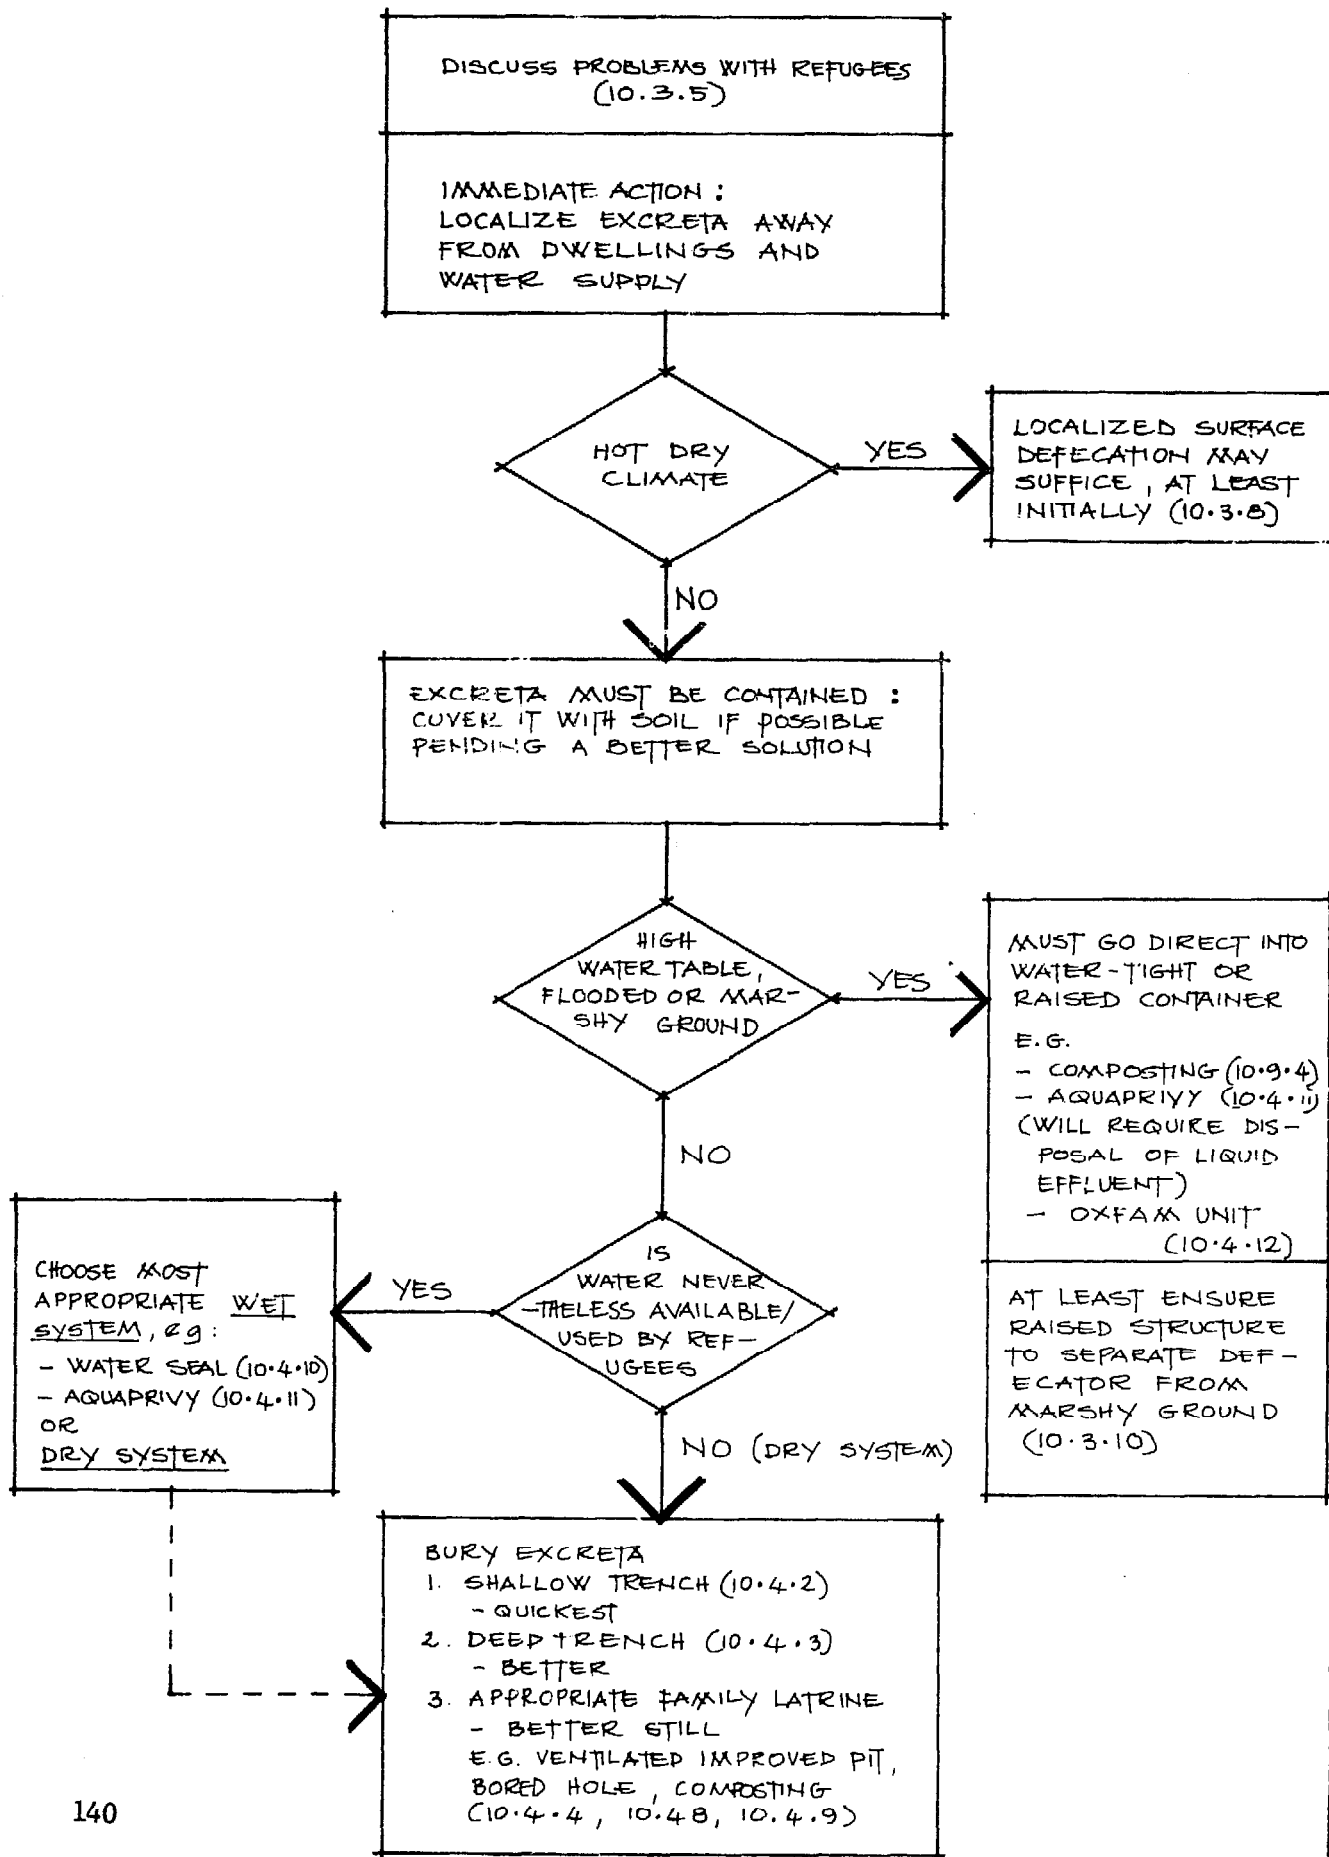 DISCUSS PROBLEMS WITH REFUGEES
(10.3.5)
IMMEDIATE ACTION :
LOCALIZE EXCRETA AWAY
FROM DWELLINGS AND
WATER SUPPLY
HOT DRY
CLIMATE
YES
LOCALIZED SURFACE
DEFECATION MAY
SUFFICE, AT LEAST
INITIALLY (10.3.8)
NO
EXCRETA MUST BE CONTAINED :
COVER IT WITH SOIL IF POSSIBLE
PENDING A BETTER SOLUTION
HIGH
WATER TABLE,
FLOODED OR MAR-
SHY GROUND
YES
MUST GO DIRECT INTO
WATER-TIGHT OR
RAISED CONTAINER
E.G.
- COMPOSTING (10.9.4)
- AQUAPRIVY (10.4.11)
(WILL REQUIRE DIS-
POSAL OF LIQUID
EFFLUENT)
- OXFAM UNIT
(10.4.12)
AT LEAST ENSURE
RAISED STRUCTURE
TO SEPARATE DEF-
ECATOR FROM
MARSHY GROUND
(10.3.10)
NO
IS
WATER NEVER
-THELESS AVAILABLE/
USED BY REF-
UGEES
YES
CHOOSE MOST
APPROPRIATE WET
SYSTEM, eg:
- WATER SEAL (10.4.10)
- AQUAPRIVY (10.4.11)
OR
DRY SYSTEM
NO (DRY SYSTEM)
BURY EXCRETA
1. SHALLOW TRENCH (10.4.2)
- QUICKEST
2. DEEP TRENCH (10.4.3)
- BETTER
3. APPROPRIATE FAMILY LATRINE
- BETTER STILL
E.G. VENTILATED IMPROVED PIT,
BORED HOLE, COMPOSTING
(10.4.4, 10.48, 10.4.9)
140